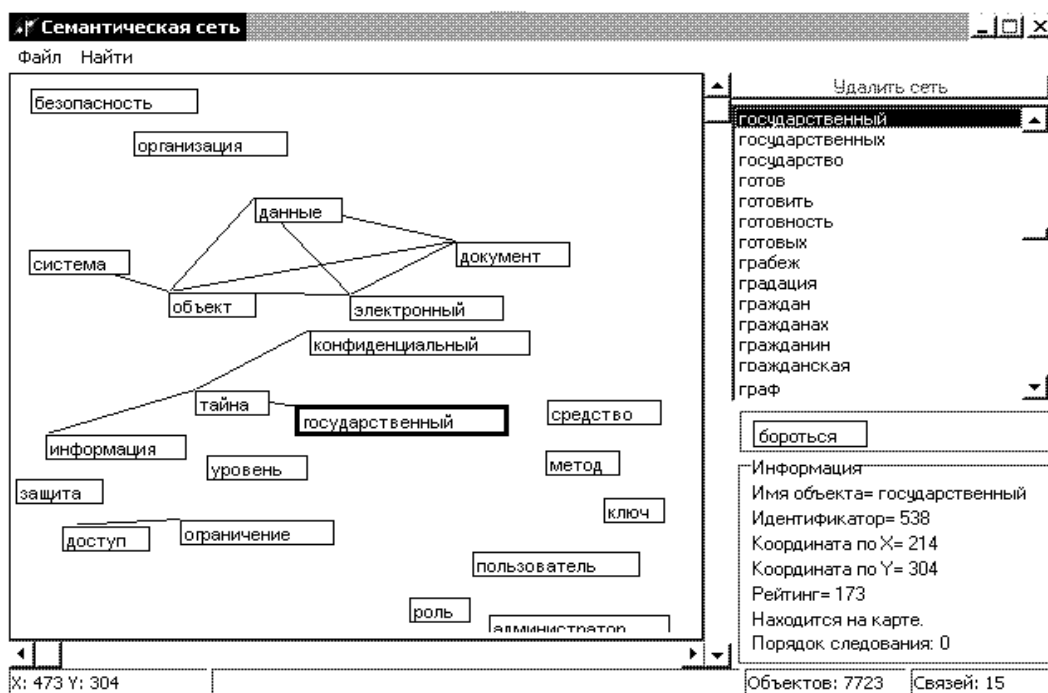 Семантическая сеть
Файл Найти
безопасность
организация
данные
документ
система
объект
электронный
конфиденциальный
тайна
государственный
средство
информация
уровень
метод
защита
ключ
доступ
ограничение
пользователь
роль
администратор
X: 473 Y: 304
Удалить сеть
государственный
государственных
государство
готов
готовить
готовность
готовых
грабеж
градация
граждан
гражданах
гражданин
гражданская
граф
бороться
Информация
Имя объекта= государственный
Идентификатор= 538
Координата по X= 214
Координата по Y= 304
Рейтинг= 173
Находится на карте.
Порядок следования: 0
Объектов: 7723
Связей: 15